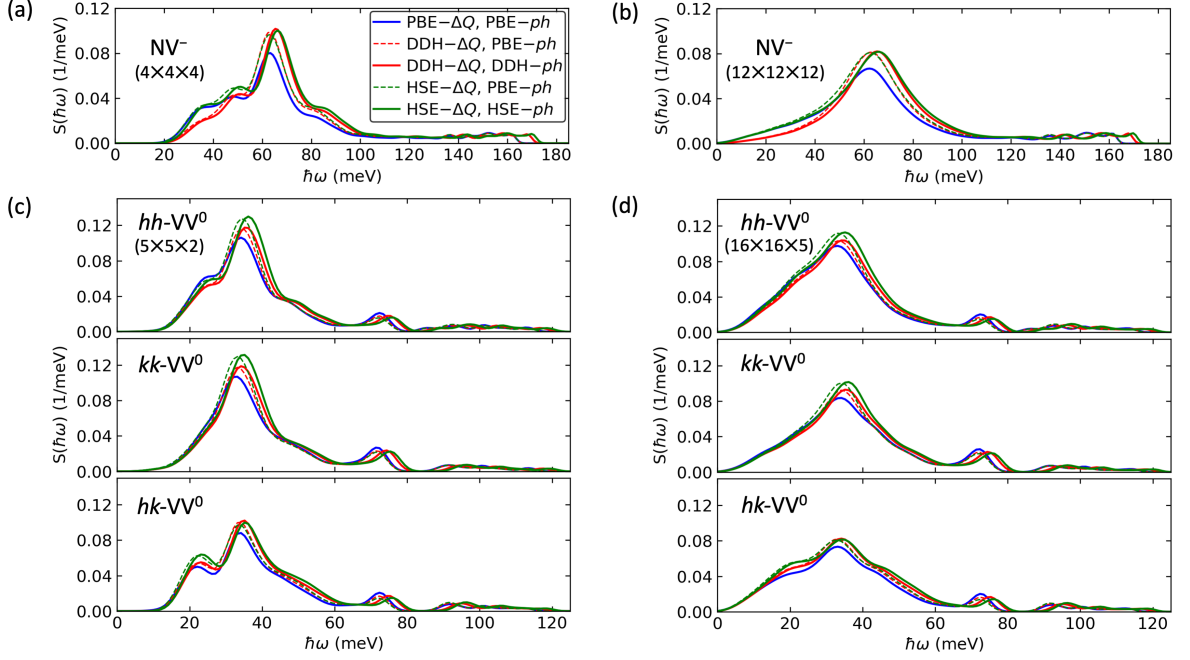 (a)
S(ħω) (1/meV)
0.12
0.08
0.04
0.00
NV⁻
(4×4×4)
PBE−ΔQ, PBE−ph
DDH−ΔQ, PBE−ph
DDH−ΔQ, DDH−ph
HSE−ΔQ, PBE−ph
HSE−ΔQ, HSE−ph
0 20 40 60 80 100 120 140 160 180
ħω (meV)
(b)
S(ħω) (1/meV)
0.12
0.08
0.04
0.00
NV⁻
(12×12×12)
0 20 40 60 80 100 120 140 160 180
ħω (meV)
(c)
S(ħω) (1/meV)
0.12
0.08
0.04
0.00
hh-VV⁰
(5×5×2)
0.12
0.08
0.04
0.00
kk-VV⁰
0.12
0.08
0.04
0.00
hk-VV⁰
0 20 40 60 80 100 120
ħω (meV)
(d)
S(ħω) (1/meV)
0.12
0.08
0.04
0.00
hh-VV⁰
(16×16×5)
0.12
0.08
0.04
0.00
kk-VV⁰
0.12
0.08
0.04
0.00
hk-VV⁰
0 20 40 60 80 100 120
ħω (meV)